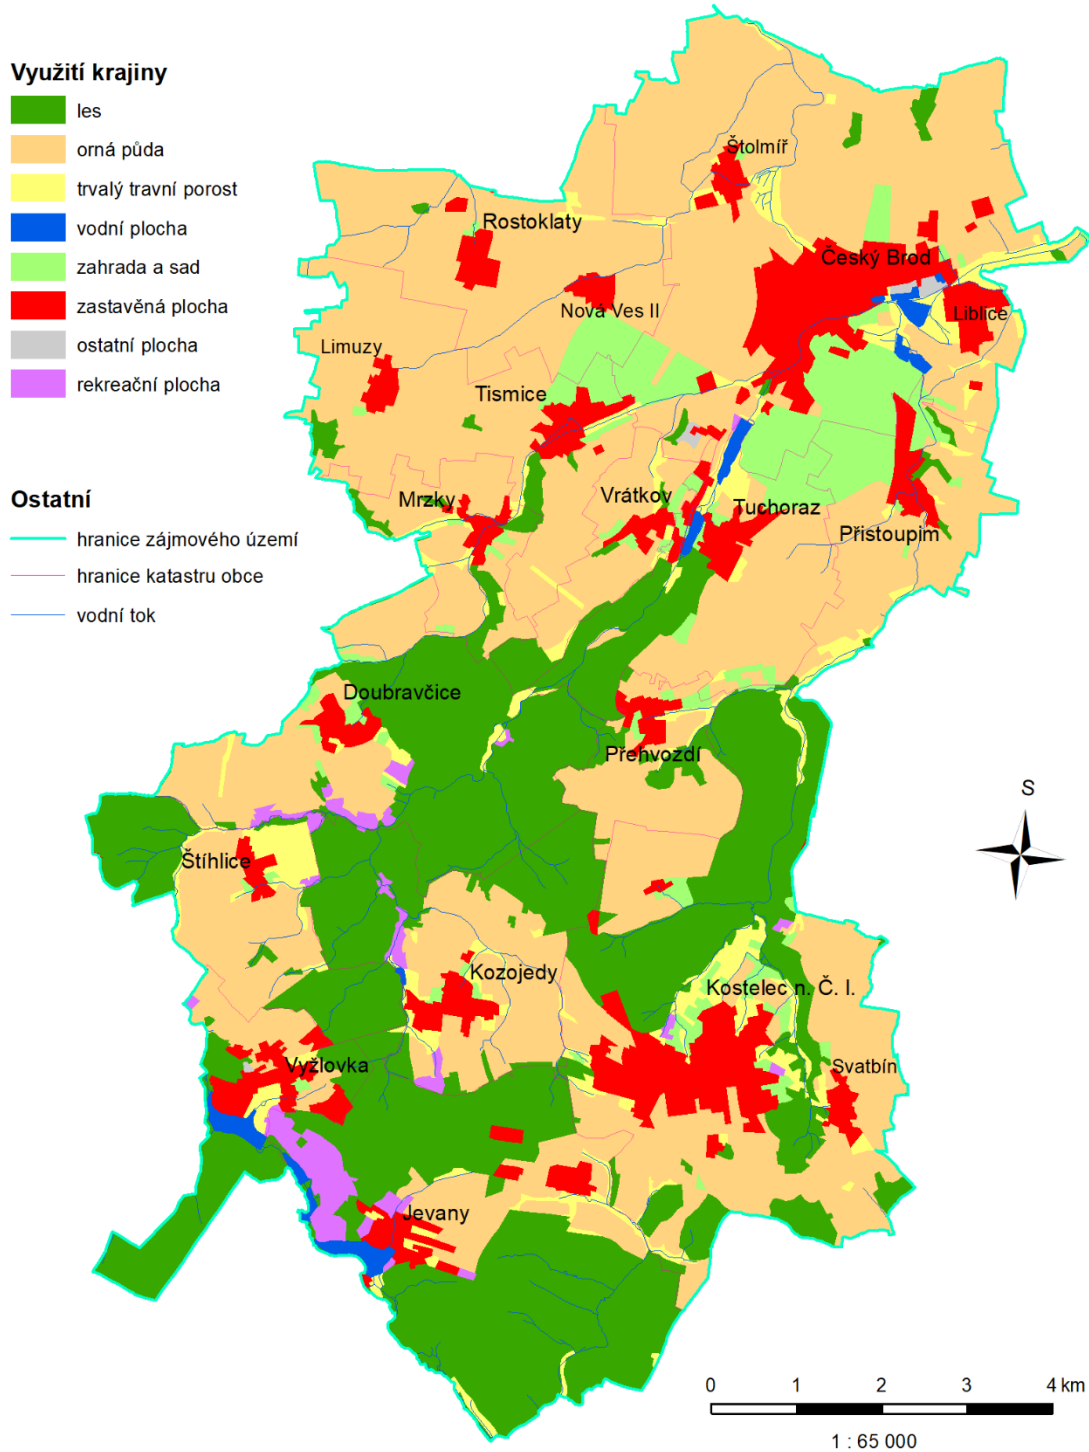 Využití krajiny
les
orná půda
trvalý travní porost
vodní plocha
zahrada a sad
zastavěná plocha
ostatní plocha
rekreační plocha
Ostatní
hranice zájmového území
hranice katastru obce
vodní tok
Štolmíř
Rostoklaty
Český Brod
Nová Ves II
Liblice
Limuzy
Tismice
Mrzky
Vrátkov
Tuchoraz
Přistoupim
Doubravčice
Přehvozdí
S
Štíhlice
Kozojedy
Kostelec n. Č. l.
Vyžlovka
Svatbín
Jevany
0 1 2 3 4 km
1 : 65 000